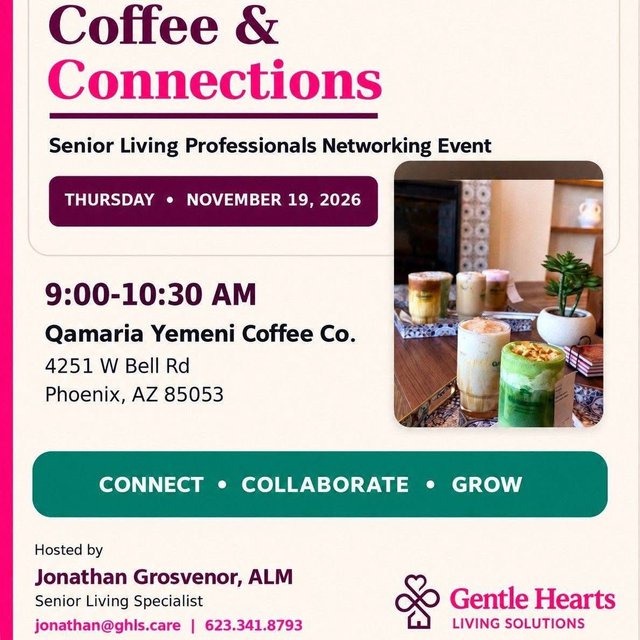 Coffee &
Connections
Senior Living Professionals Networking Event
THURSDAY • NOVEMBER 19, 2026
9:00-10:30 AM
Qamaria Yemeni Coffee Co.
4251 W Bell Rd
Phoenix, AZ 85053
CONNECT • COLLABORATE • GROW
Hosted by
Jonathan Grosvenor, ALM
Senior Living Specialist
jonathan@ghls.care | 623.341.8793
Gentle Hearts
LIVING SOLUTIONS